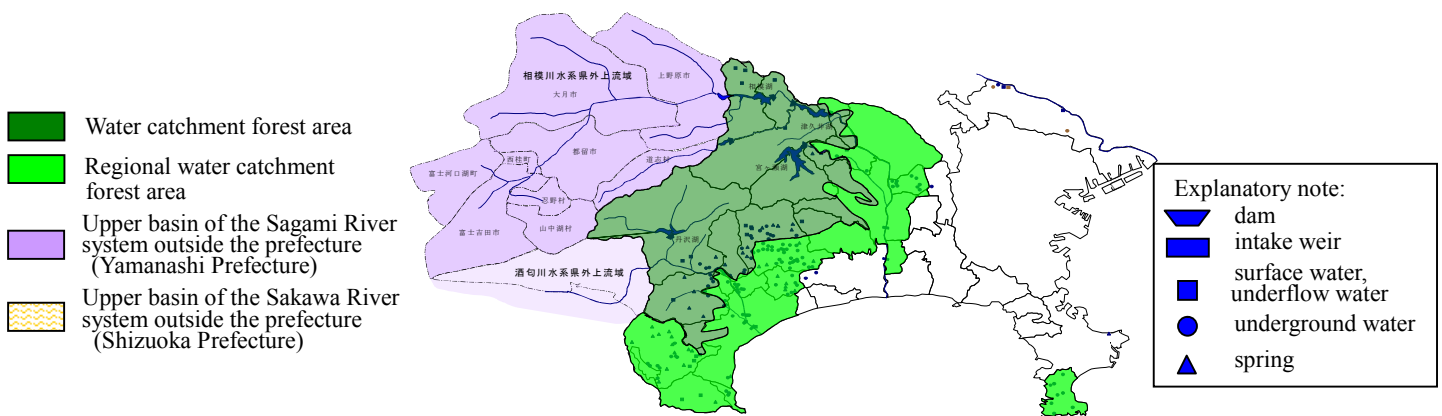 Water catchment forest area
Regional water catchment
forest area
Upper basin of the Sagami River
system outside the prefecture
(Yamanashi Prefecture)
Upper basin of the Sakawa River
system outside the prefecture
(Shizuoka Prefecture)
相模川水系県外上流域
上野原市
大月市
相模湖
津久井湖
都留市
西桂町
道志村
宮ヶ瀬湖
富士河口湖町
忍野村
富士吉田市
山中湖村
丹沢湖
酒匂川水系県外上流域
Explanatory note:
dam
intake weir
surface water,
underflow water
underground water
spring